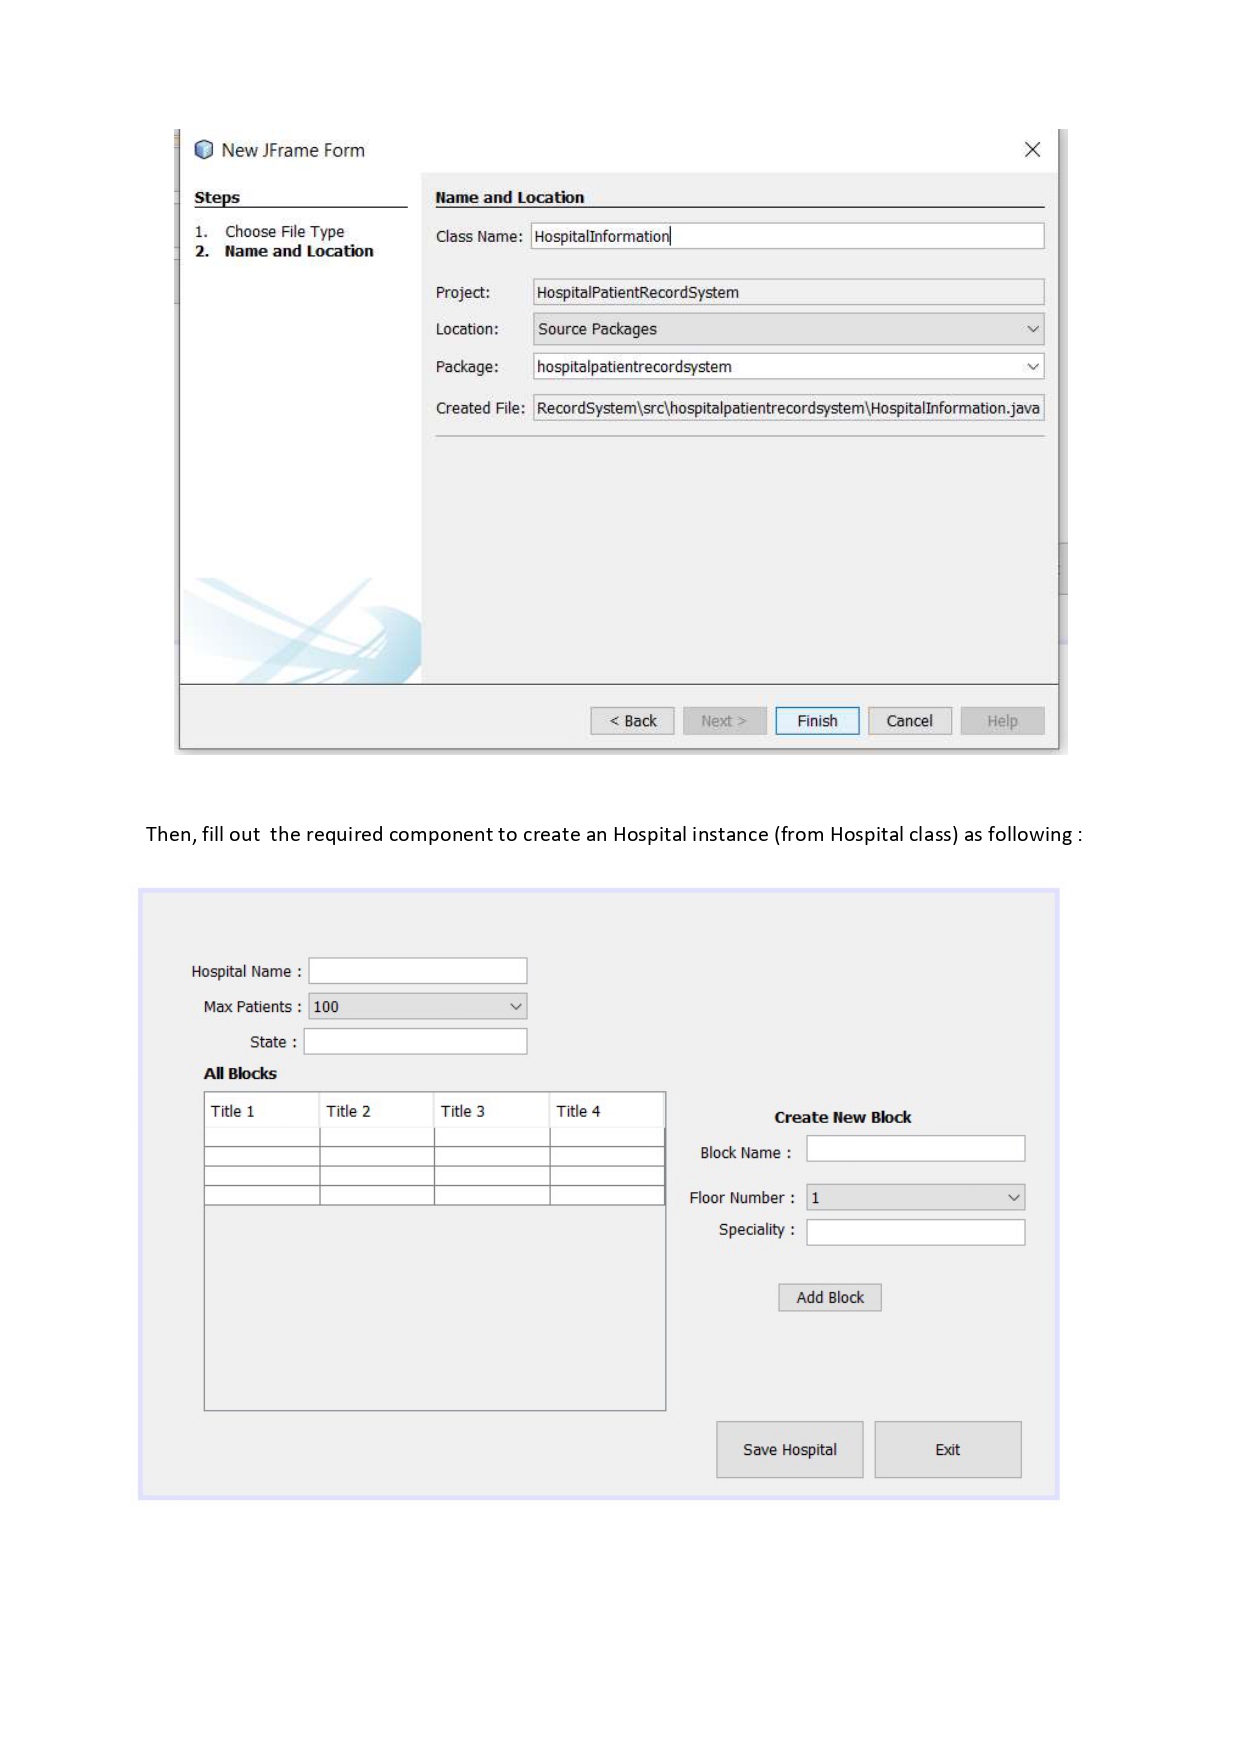 New JFrame Form
Steps
1. Choose File Type
2. Name and Location
Name and Location
Class Name: HospitalInformation
Project: HospitalPatientRecordSystem
Location: Source Packages
Package: hospitalpatientrecordsystem
Created File: RecordSystem\src\hospitalpatientrecordsystem\HospitalInformation.java
< Back Next > Finish Cancel Help
Then, fill out the required component to create an Hospital instance (from Hospital class) as following :
Hospital Name :
Max Patients : 100
State :
All Blocks
Title 1 Title 2 Title 3 Title 4
Create New Block
Block Name :
Floor Number : 1
Speciality :
Add Block
Save Hospital Exit